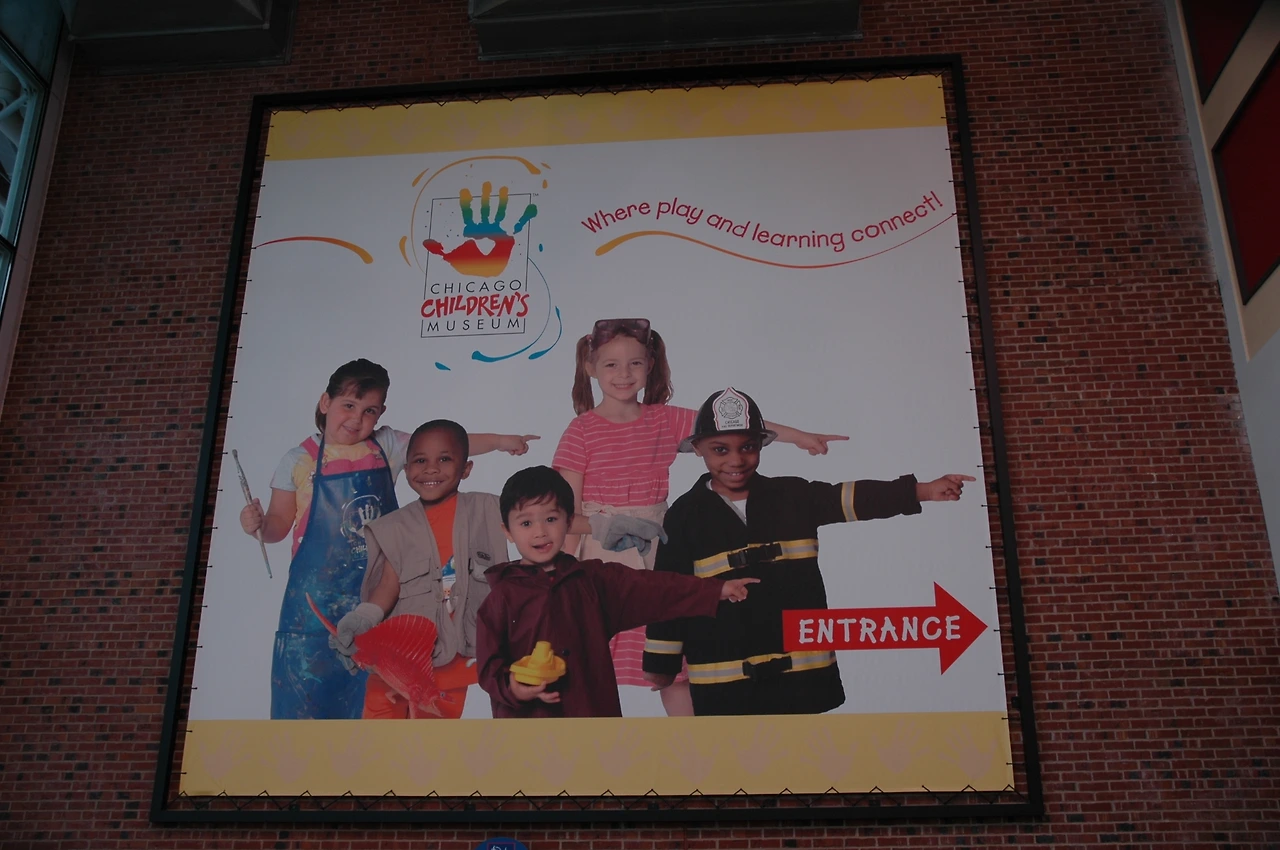 Where play and learning connect!
CHICAGO
CHILDREN'S
MUSEUM
ENTRANCE